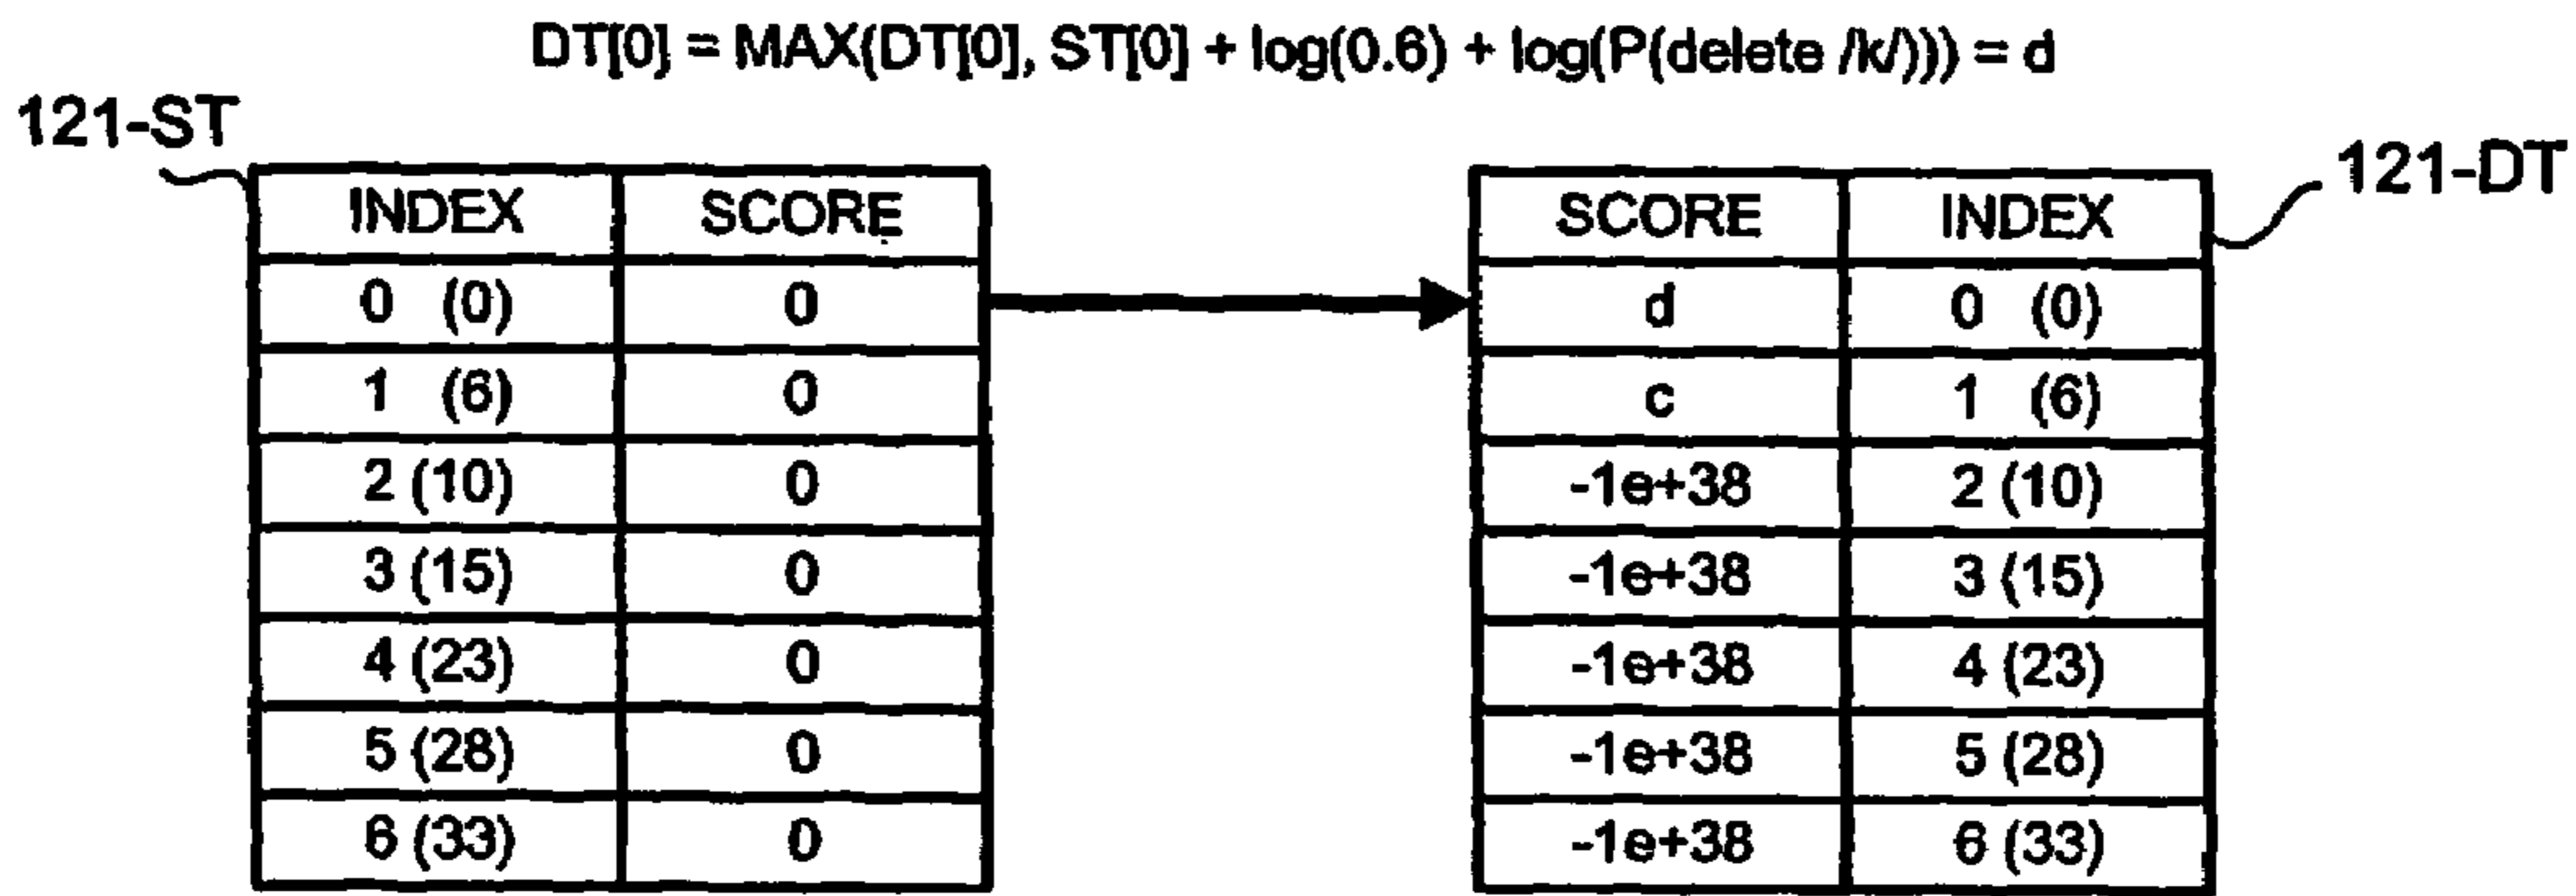 DT[0] = MAX(DT[0], ST[0] + log(0.6) + log(P(delete /k/))) = d
121-ST
121-DT
INDEX SCORE SCORE INDEX
0 (0) 0 d 0 (0)
1 (6) 0 c 1 (6)
2 (10) 0 -1e+38 2 (10)
3 (15) 0 -1e+38 3 (15)
4 (23) 0 -1e+38 4 (23)
5 (28) 0 -1e+38 5 (28)
6 (33) 0 -1e+38 6 (33)